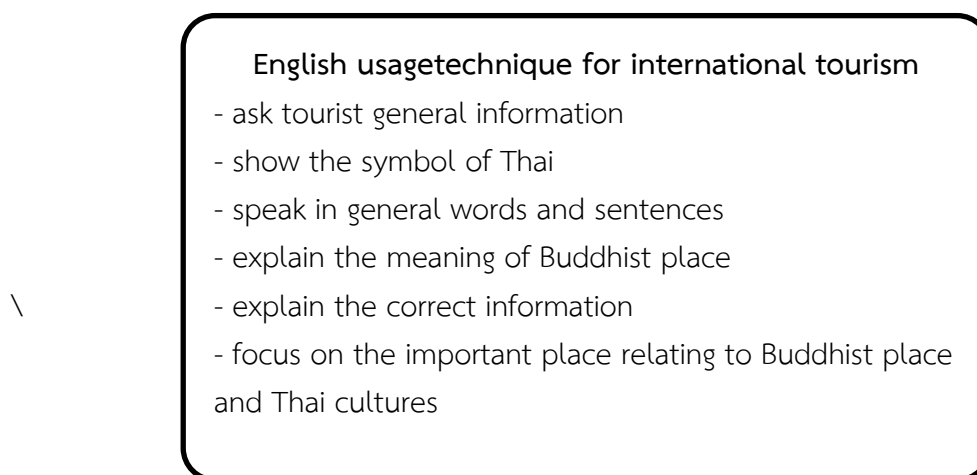 English usagetechnique for international tourism
- ask tourist general information
- show the symbol of Thai
- speak in general words and sentences
- explain the meaning of Buddhist place
\
- explain the correct information
- focus on the important place relating to Buddhist place
and Thai cultures